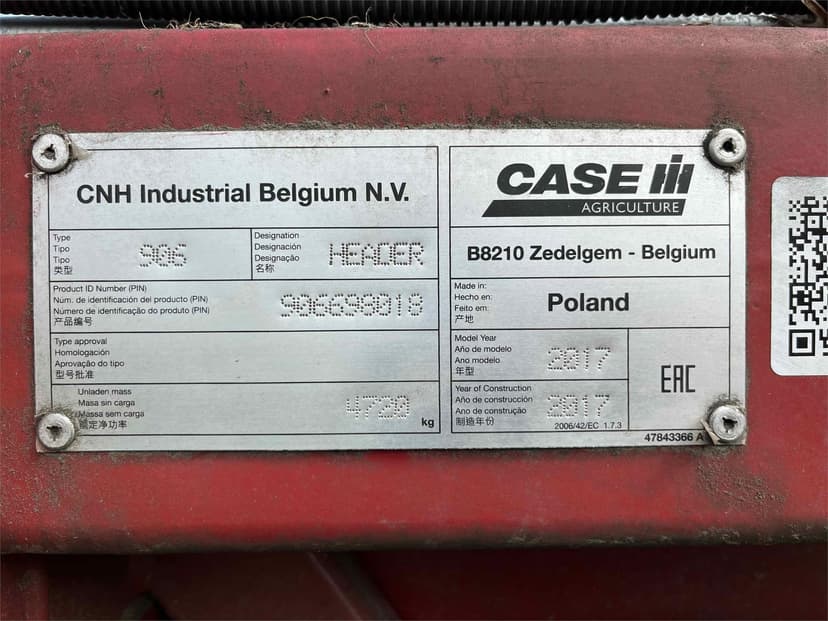 CNH Industrial Belgium N.V.
Type
Tipo
Tipo
类型
906
Designation
Designación
Designação
名称
HEADER
Product ID Number (PIN)
Núm. de identificación del producto (PIN)
Número de identificação do produto (PIN)
产品编号
906698018
Type approval
Homologación
Aprovação do tipo
型号批准
Unladen mass
Masa sin carga
Massa sem carga
额定净功率
4720
kg
CASE IH
AGRICULTURE
B8210 Zedelgem - Belgium
Made in:
Hecho en:
Feito em:
产地
Poland
Model Year
Año de modelo
Ano modelo
年型
2017
Year of Construction
Año de construcción
Ano de construção
制造年份
2017
2006/42/EC 1.7.3
EAC
47843366 A